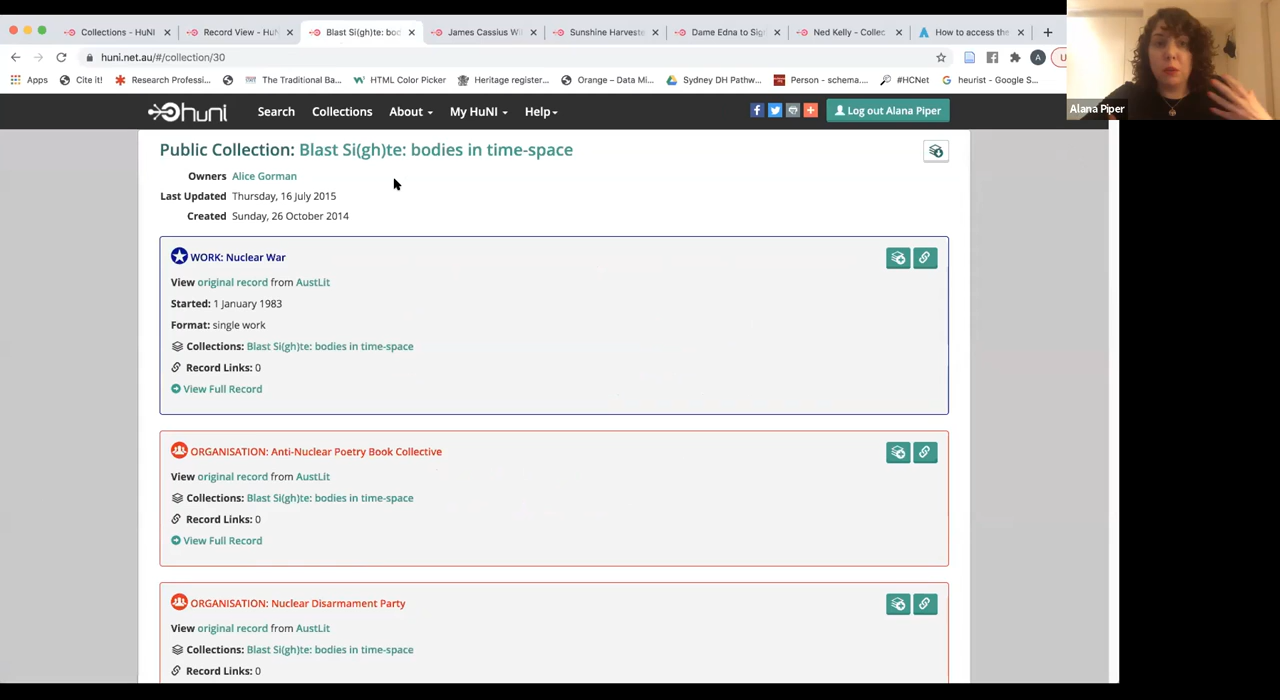 Collections - HuNI
Record View - HuN
Blast Si(gh)te: bod
James Cassius Wil
Sunshine Harveste
Dame Edna to Sigr
Ned Kelly - Collec
How to access the
huni.net.au/#/collection/30
A
U
Apps
Cite it!
Research Professi...
The Traditional Ba...
HTML Color Picker
Heritage register...
Orange – Data Mi...
Sydney DH Pathw...
Person - schema....
#HCNet
heurist - Google S...
Alana Piper
huni
Search
Collections
About
My HuNI
Help
Log out Alana Piper
Public Collection: Blast Si(gh)te: bodies in time-space
Owners Alice Gorman
Last Updated Thursday, 16 July 2015
Created Sunday, 26 October 2014
WORK: Nuclear War
View original record from AustLit
Started: 1 January 1983
Format: single work
Collections: Blast Si(gh)te: bodies in time-space
Record Links: 0
View Full Record
ORGANISATION: Anti-Nuclear Poetry Book Collective
View original record from AustLit
Collections: Blast Si(gh)te: bodies in time-space
Record Links: 0
View Full Record
ORGANISATION: Nuclear Disarmament Party
View original record from AustLit
Collections: Blast Si(gh)te: bodies in time-space
Record Links: 0